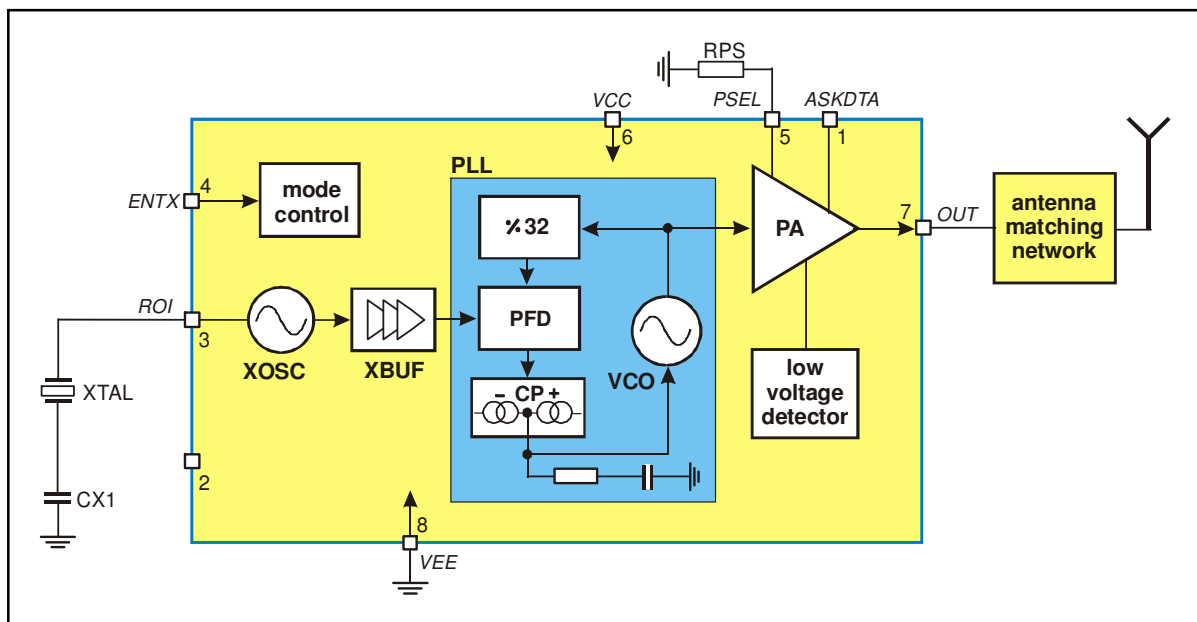 RPS
VCC
PSEL
ASKDTA
6
5
1
PLL
ENTX
4
mode
control
⁒32
PA
7
OUT
antenna
matching
network
ROI
3
XOSC
XBUF
PFD
VCO
low
voltage
detector
XTAL
- CP +
2
CX1
8
VEE